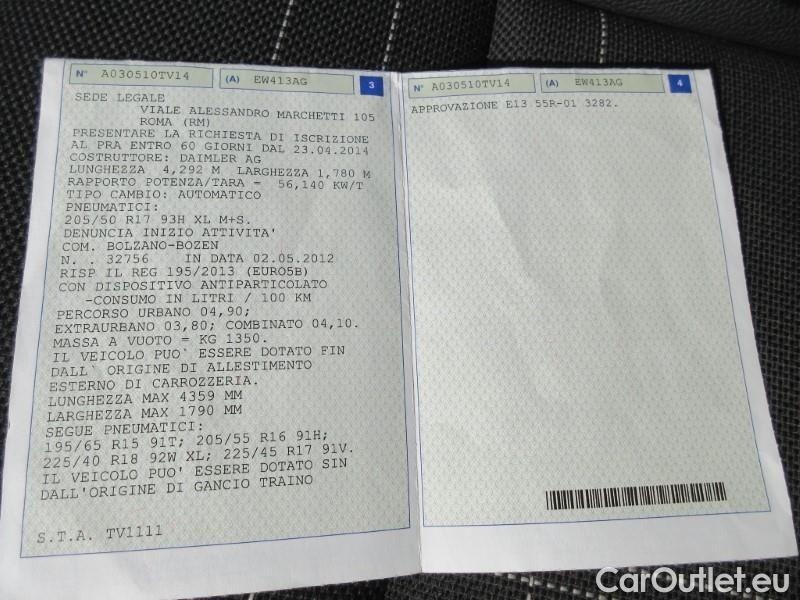 N° A030510TV14 (A) EW413AG 3
SEDE LEGALE
VIALE ALESSANDRO MARCHETTI 105
ROMA (RM)
PRESENTARE LA RICHIESTA DI ISCRIZIONE
AL PRA ENTRO 60 GIORNI DAL 23.04.2014
COSTRUTTORE: DAIMLER AG
LUNGHEZZA 4,292 M LARGHEZZA 1,780 M
RAPPORTO POTENZA/TARA = 56,140 KW/T
TIPO CAMBIO: AUTOMATICO
PNEUMATICI:
205/50 R17 93H XL M+S.
DENUNCIA INIZIO ATTIVITA'
COM. BOLZANO-BOZEN
N. . 32756 IN DATA 02.05.2012
RISP IL REG 195/2013 (EURO5B)
CON DISPOSITIVO ANTIPARTICOLATO
-CONSUMO IN LITRI / 100 KM
PERCORSO URBANO 04,90;
EXTRAURBANO 03,80; COMBINATO 04,10.
MASSA A VUOTO = KG 1350.
IL VEICOLO PUO' ESSERE DOTATO FIN
DALL` ORIGINE DI ALLESTIMENTO
ESTERNO DI CARROZZERIA.
LUNGHEZZA MAX 4359 MM
LARGHEZZA MAX 1790 MM
SEGUE PNEUMATICI:
195/65 R15 91T; 205/55 R16 91H;
225/40 R18 92W XL; 225/45 R17 91V.
IL VEICOLO PUO' ESSERE DOTATO SIN
DALL'ORIGINE DI GANCIO TRAINO
S.T.A. TV1111
N° A030510TV14 (A) EW413AG 4
APPROVAZIONE E13 55R-01 3282.
CarOutlet.eu